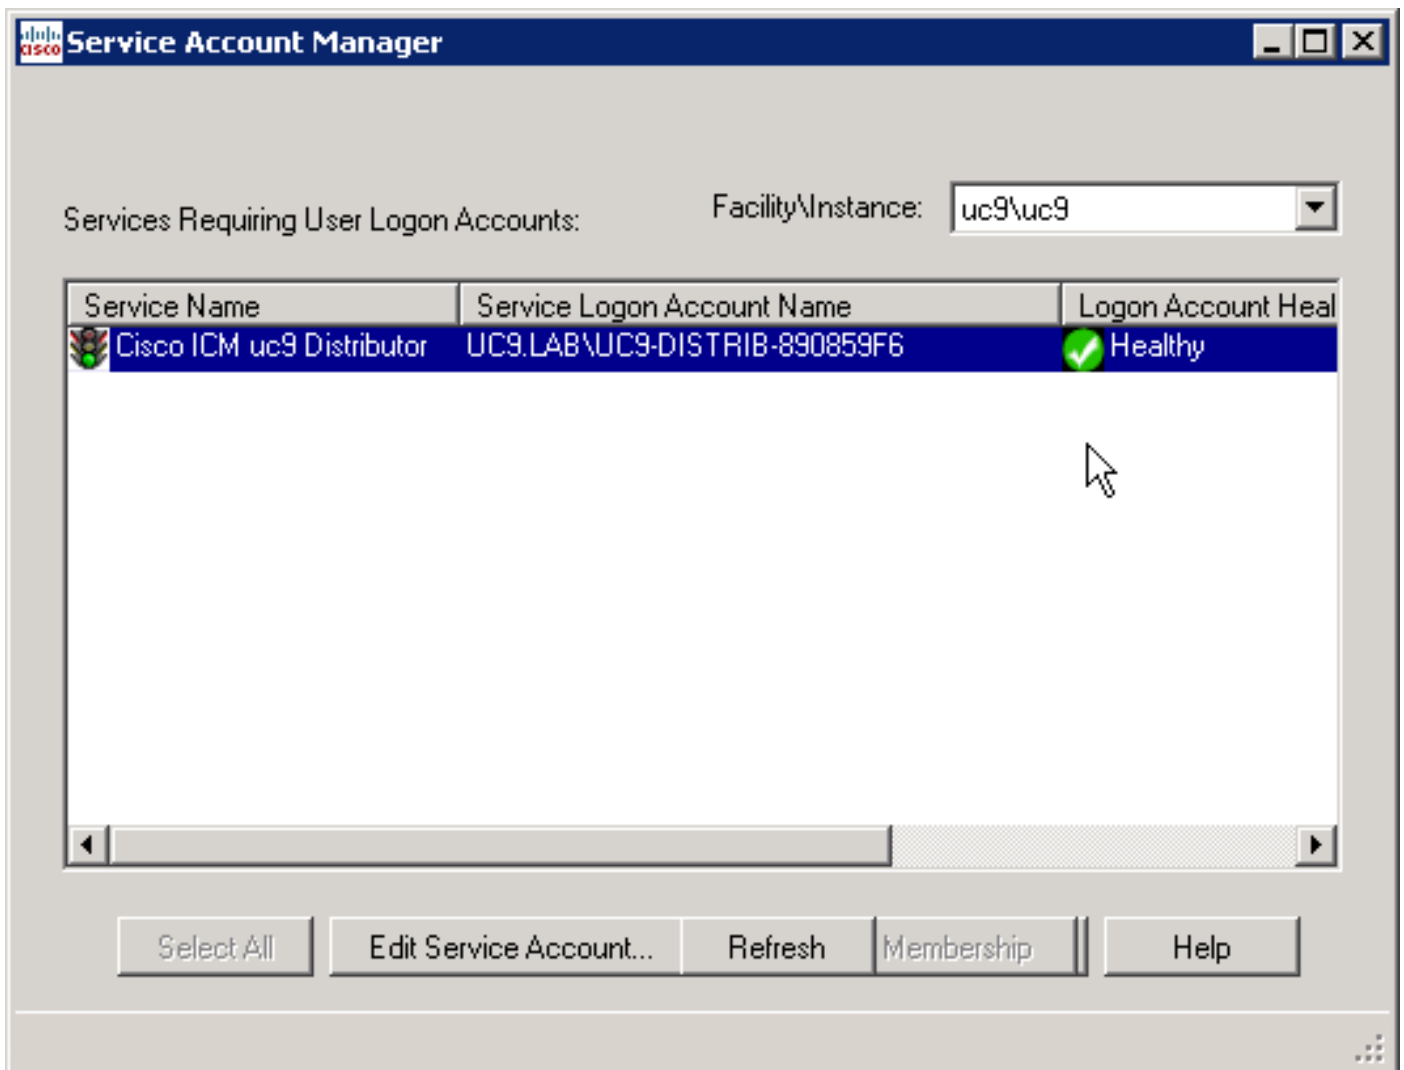 cisco Service Account Manager
Services Requiring User Logon Accounts:
Facility\Instance: uc9\uc9
Service Name Service Logon Account Name Logon Account Heal
Cisco ICM uc9 Distributor UC9.LAB\UC9-DISTRIB-890859F6 Healthy
Select All Edit Service Account... Refresh Membership Help